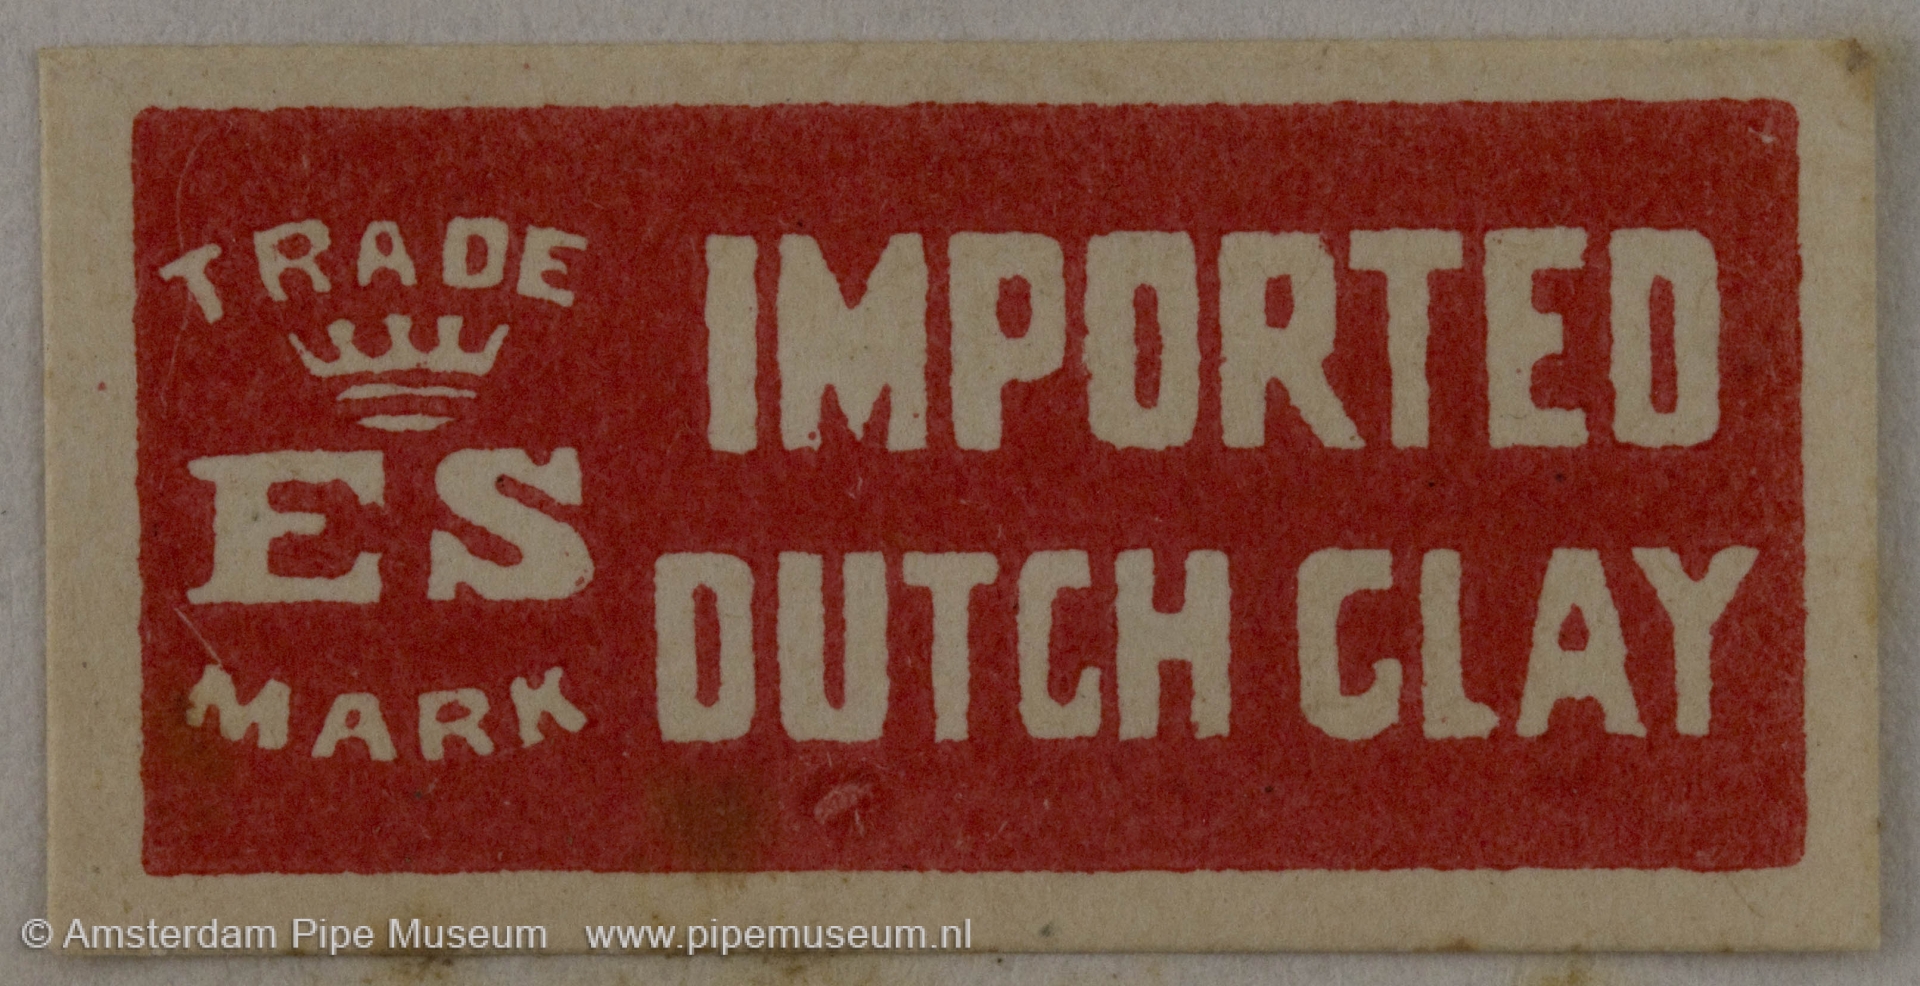 TRADE
ES
MARK
IMPORTED
DUTCH CLAY
© Amsterdam Pipe Museum www.pipemuseum.nl